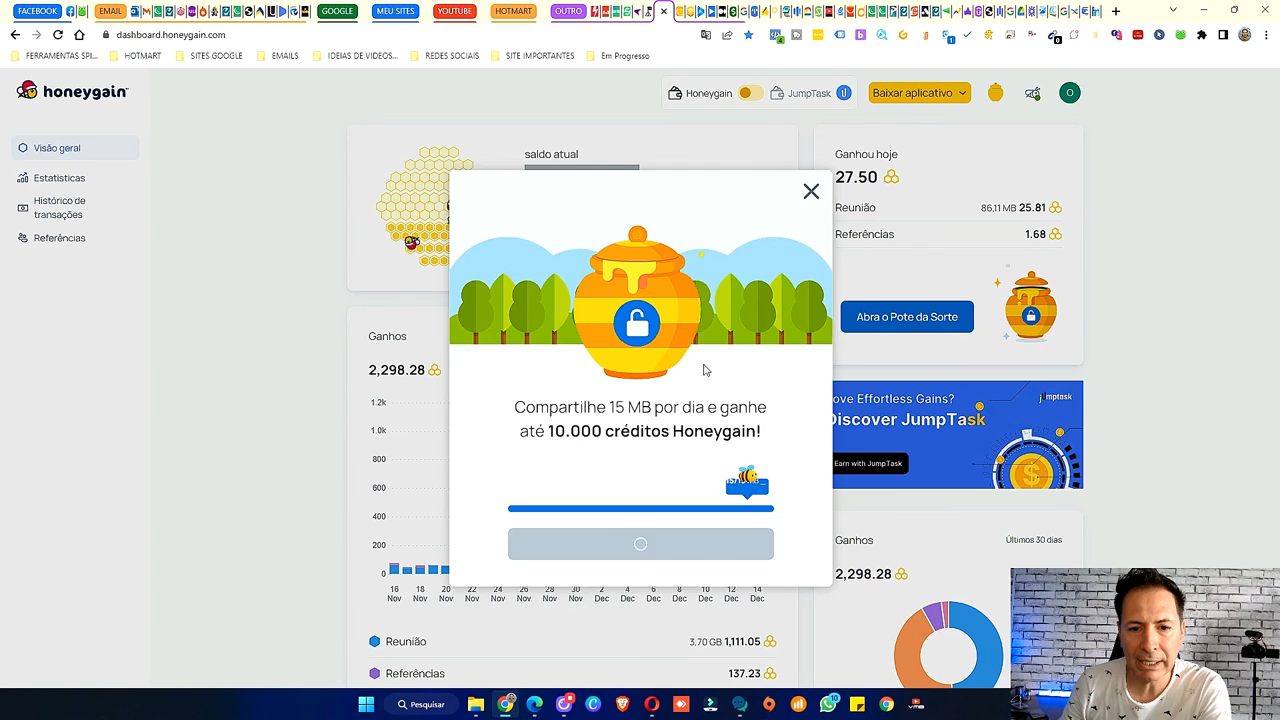 FACEBOOK
EMAIL
GOOGLE
MEU SITES
YOUTUBE
HOTMART
OUTRO
dashboard.honeygain.com
FERRAMENTAS SPI...
HOTMART
SITES GOOGLE
EMAILS
IDEIAS DE VIDEOS...
REDES SOCIAIS
SITE IMPORTANTES
Em Progresso
honeygain
Honeygain
JumpTask
Baixar aplicativo
O
Visão geral
Estatisticas
Histórico de
transações
Referências
saldo atual
Ganhou hoje
27.50
Reunião 86,11 MB 25.81
Referências 1.68
Abra o Pote da Sorte
Compartilhe 15 MB por dia e ganhe
até 10.000 créditos Honeygain!
Ganhos
2,298.28
1.2k
1.0k
800
600
400
200
0
16 18 20 22 24 26 28 30 2 4 6 8 10 12 14
Nov Nov Nov Nov Nov Nov Nov Nov Dec Dec Dec Dec Dec Dec Dec
Reunião 3.70 GB 1,111.05
Referências 137.23
ove Effortless Gains?
Discover JumpTask
Earn with JumpTask
jumptask
Ganhos Últimos 30 dias
2,298.28
Pesquisar
10